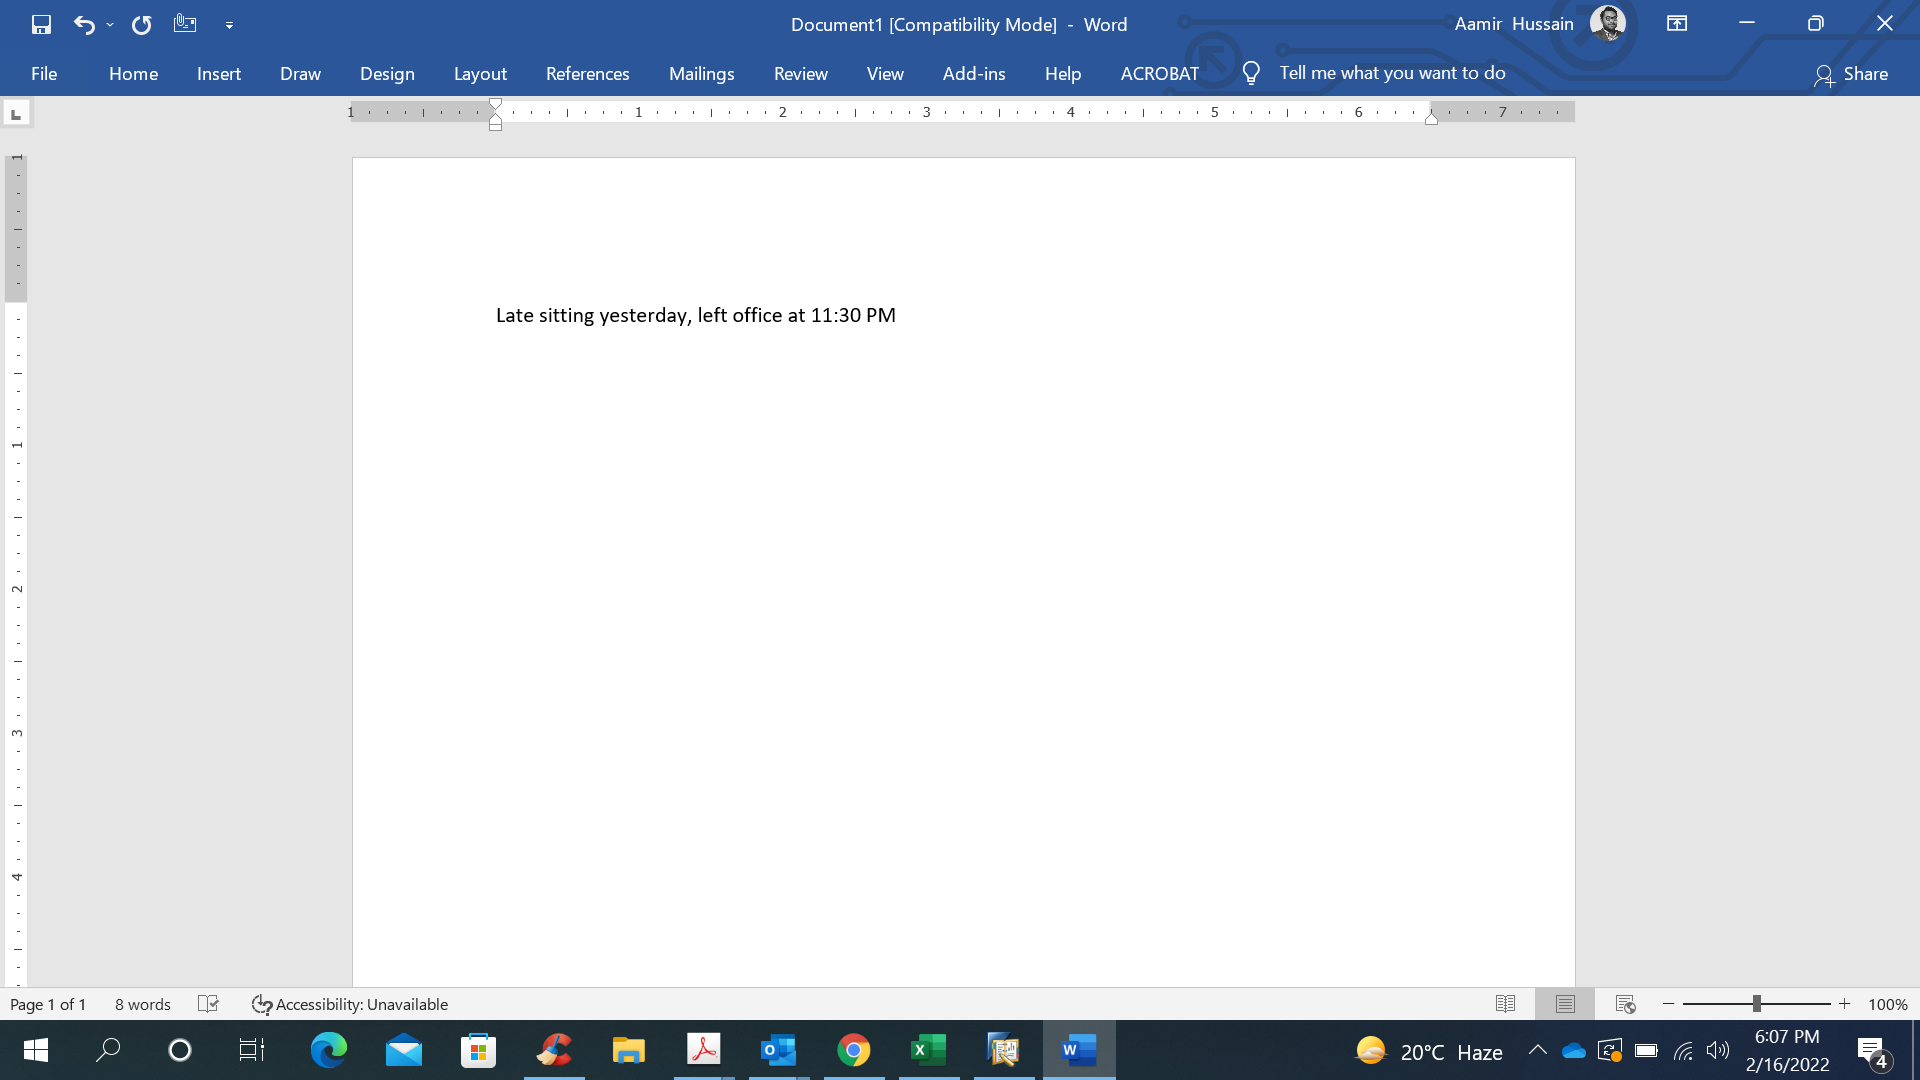 Document1 [Compatibility Mode] - Word
Aamir Hussain
File Home Insert Draw Design Layout References Mailings Review View Add-ins Help ACROBAT Tell me what you want to do Share
1 1 2 3 4 5 6 7
1
Late sitting yesterday, left office at 11:30 PM
1
2
3
4
Page 1 of 1 8 words Accessibility: Unavailable 100%
20°C Haze
6:07 PM
2/16/2022
4